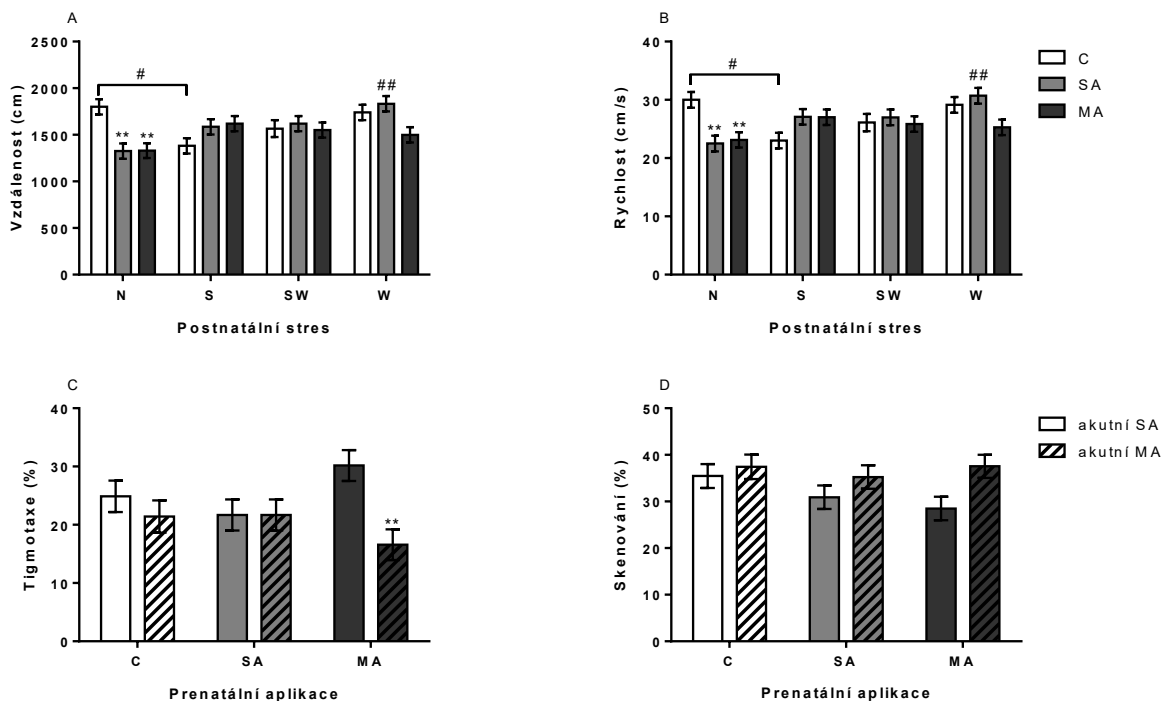 A
Vzdálenost (cm)
2500
2000
1500
1000
500
0
#
** **
##
N S SW W
Postnatální stres
B
Rychlost (cm/s)
40
30
20
10
0
#
** **
##
N S SW W
Postnatální stres
C
SA
MA
C
Tigmotaxe (%)
40
30
20
10
0
**
C SA MA
Prenatální aplikace
D
Skenování (%)
50
40
30
20
10
0
C SA MA
Prenatální aplikace
akutní SA
akutní MA